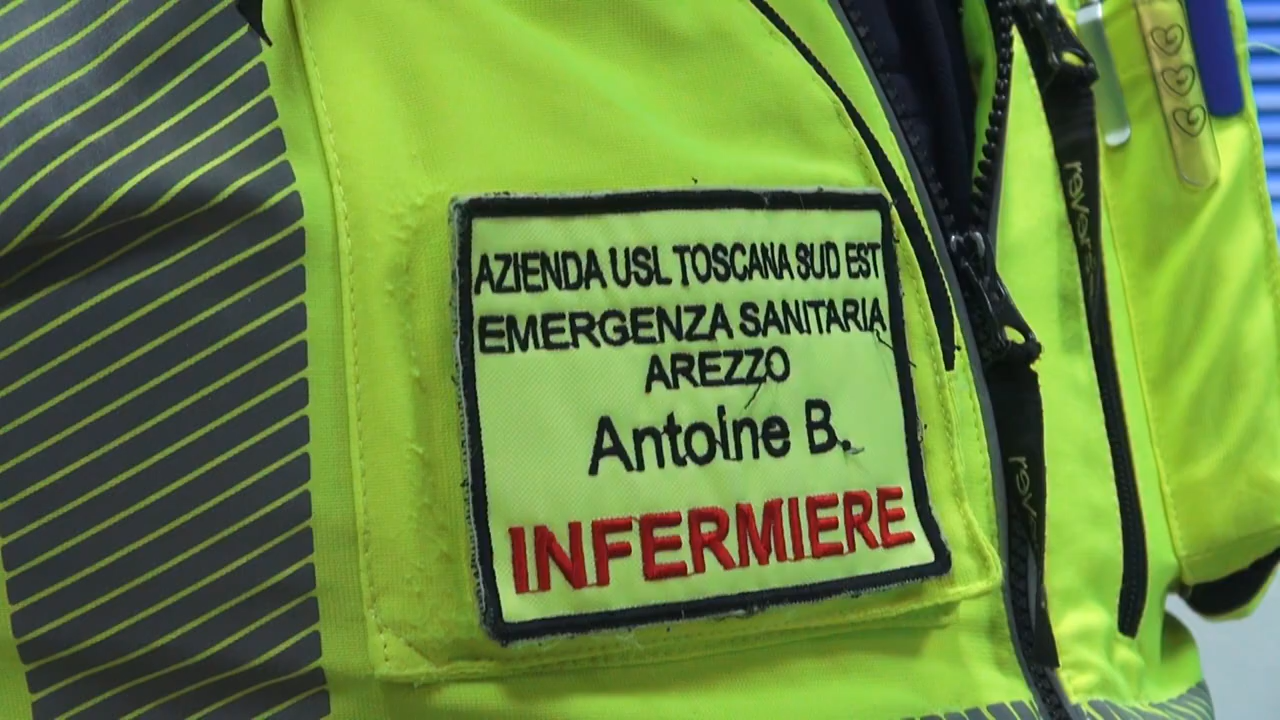 AZIENDA USL TOSCANA SUD EST
EMERGENZA SANITARIA
AREZZO
Antoine B.
INFERMIERE